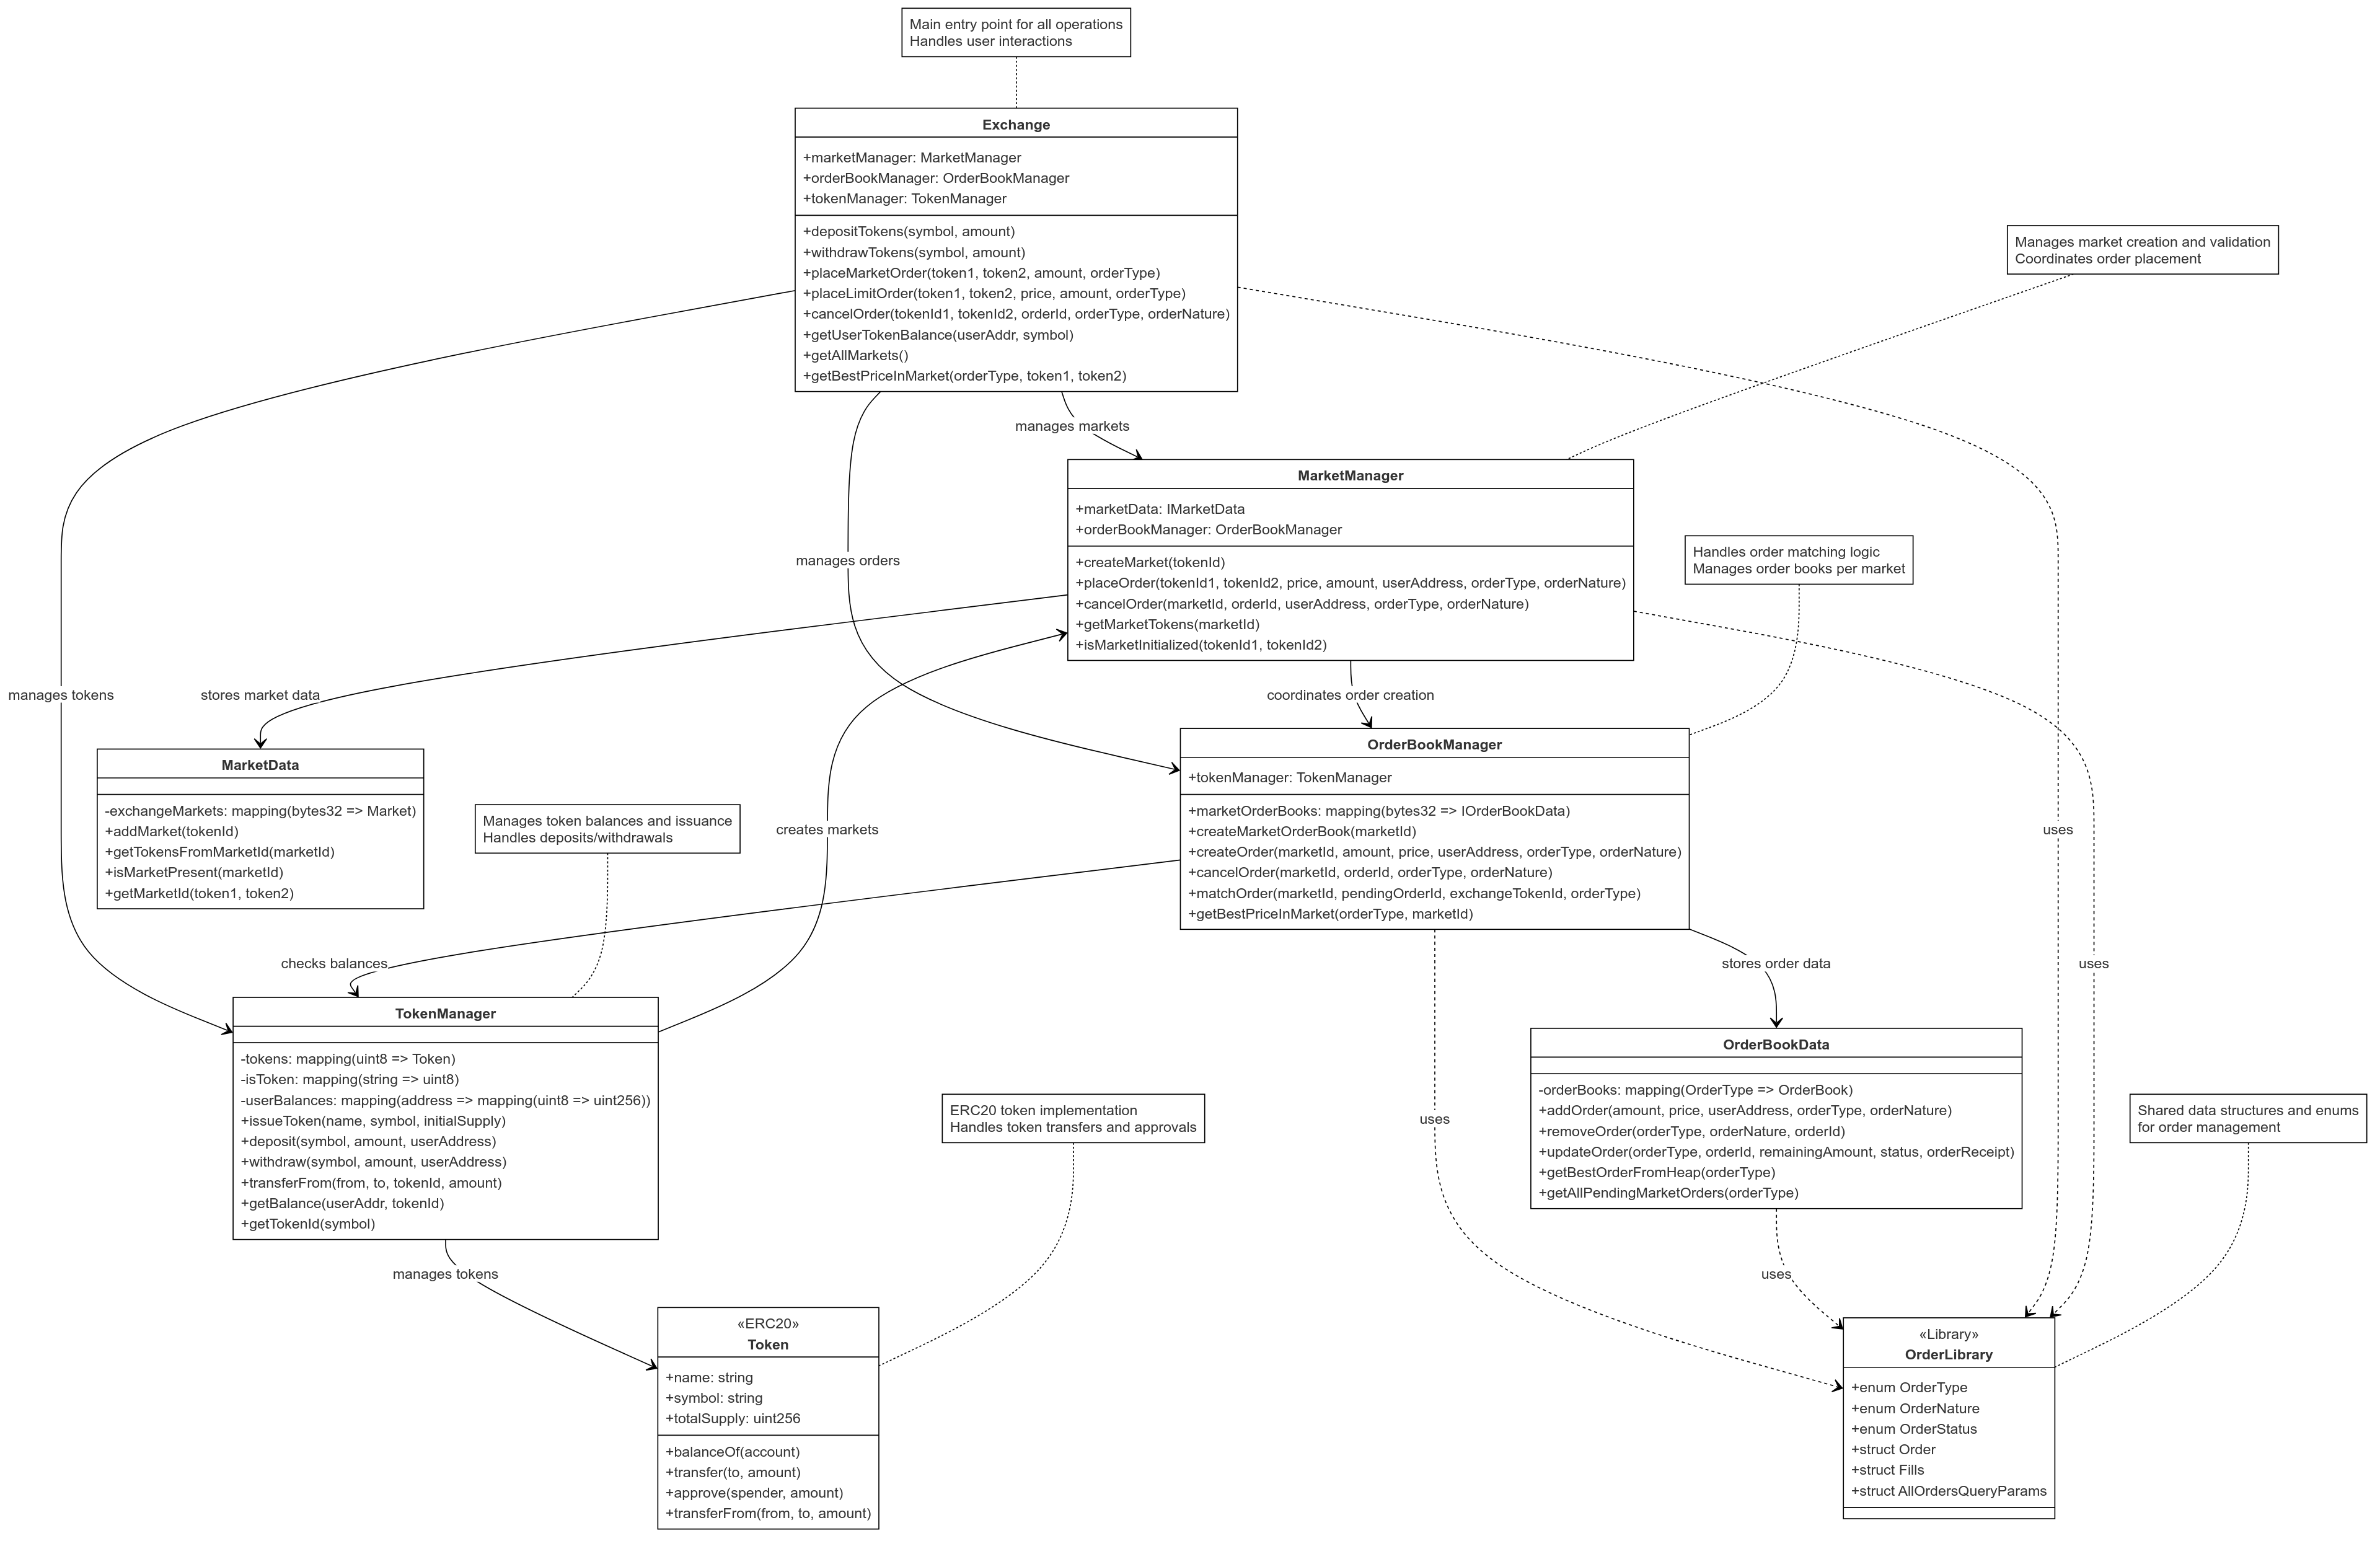 Main entry point for all operations
Handles user interactions
Exchange
+marketManager: MarketManager
+orderBookManager: OrderBookManager
+tokenManager: TokenManager
+depositTokens(symbol, amount)
+withdrawTokens(symbol, amount)
+placeMarketOrder(token1, token2, amount, orderType)
+placeLimitOrder(token1, token2, price, amount, orderType)
+cancelOrder(tokenId1, tokenId2, orderId, orderType, orderNature)
+getUserTokenBalance(userAddr, symbol)
+getAllMarkets()
+getBestPriceInMarket(orderType, token1, token2)
Manages market creation and validation
Coordinates order placement
manages markets
MarketManager
+marketData: IMarketData
+orderBookManager: OrderBookManager
+createMarket(tokenId)
+placeOrder(tokenId1, tokenId2, price, amount, userAddress, orderType, orderNature)
+cancelOrder(marketId, orderId, userAddress, orderType, orderNature)
+getMarketTokens(marketId)
+isMarketInitialized(tokenId1, tokenId2)
manages orders
Handles order matching logic
Manages order books per market
manages tokens
stores market data
coordinates order creation
MarketData
-exchangeMarkets: mapping(bytes32 => Market)
+addMarket(tokenId)
+getTokensFromMarketId(marketId)
+isMarketPresent(marketId)
+getMarketId(token1, token2)
Manages token balances and issuance
Handles deposits/withdrawals
creates markets
OrderBookManager
+tokenManager: TokenManager
+marketOrderBooks: mapping(bytes32 => IOrderBookData)
+createMarketOrderBook(marketId)
+createOrder(marketId, amount, price, userAddress, orderType, orderNature)
+cancelOrder(marketId, orderId, orderType, orderNature)
+matchOrder(marketId, pendingOrderId, exchangeTokenId, orderType)
+getBestPriceInMarket(orderType, marketId)
uses
checks balances
stores order data
uses
TokenManager
-tokens: mapping(uint8 => Token)
-isToken: mapping(string => uint8)
-userBalances: mapping(address => mapping(uint8 => uint256))
+issueToken(name, symbol, initialSupply)
+deposit(symbol, amount, userAddress)
+withdraw(symbol, amount, userAddress)
+transferFrom(from, to, tokenId, amount)
+getBalance(userAddr, tokenId)
+getTokenId(symbol)
ERC20 token implementation
Handles token transfers and approvals
uses
OrderBookData
-orderBooks: mapping(OrderType => OrderBook)
+addOrder(amount, price, userAddress, orderType, orderNature)
+removeOrder(orderType, orderNature, orderId)
+updateOrder(orderType, orderId, remainingAmount, status, orderReceipt)
+getBestOrderFromHeap(orderType)
+getAllPendingMarketOrders(orderType)
Shared data structures and enums
for order management
manages tokens
uses
«ERC20»
Token
+name: string
+symbol: string
+totalSupply: uint256
+balanceOf(account)
+transfer(to, amount)
+approve(spender, amount)
+transferFrom(from, to, amount)
«Library»
OrderLibrary
+enum OrderType
+enum OrderNature
+enum OrderStatus
+struct Order
+struct Fills
+struct AllOrdersQueryParams